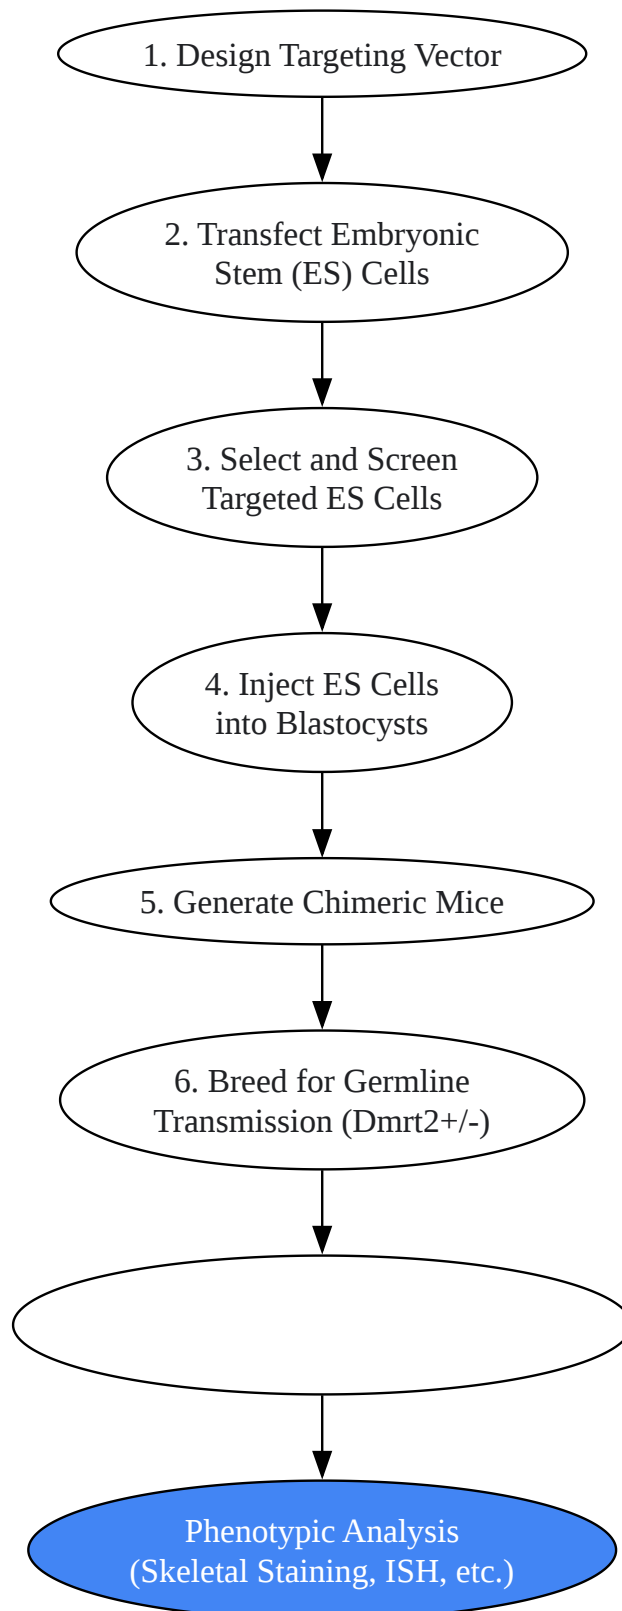 1. Design Targeting Vector
2. Transfect Embryonic
Stem (ES) Cells
3. Select and Screen
Targeted ES Cells
4. Inject ES Cells
into Blastocysts
5. Generate Chimeric Mice
6. Breed for Germline
Transmission (Dmrt2+/-)
Phenotypic Analysis
(Skeletal Staining, ISH, etc.)